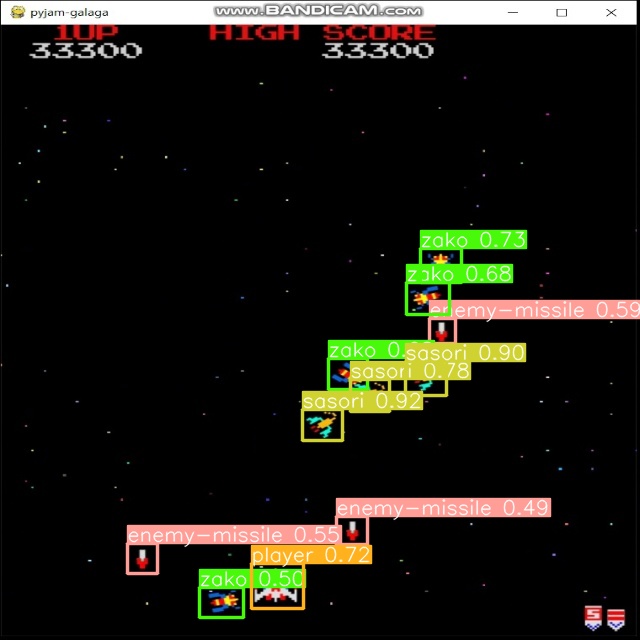 pyjam-galaga
www.BANDICAM.com
1UP HIGH SCORE
33300 33300
zako 0.73
zako 0.68
enemy-missile 0.59
zako
sasori 0.90
sasori 0.78
sasori 0.92
enemy-missile 0.49
enemy-missile 0.55
player 0.72
zako 0.50
5